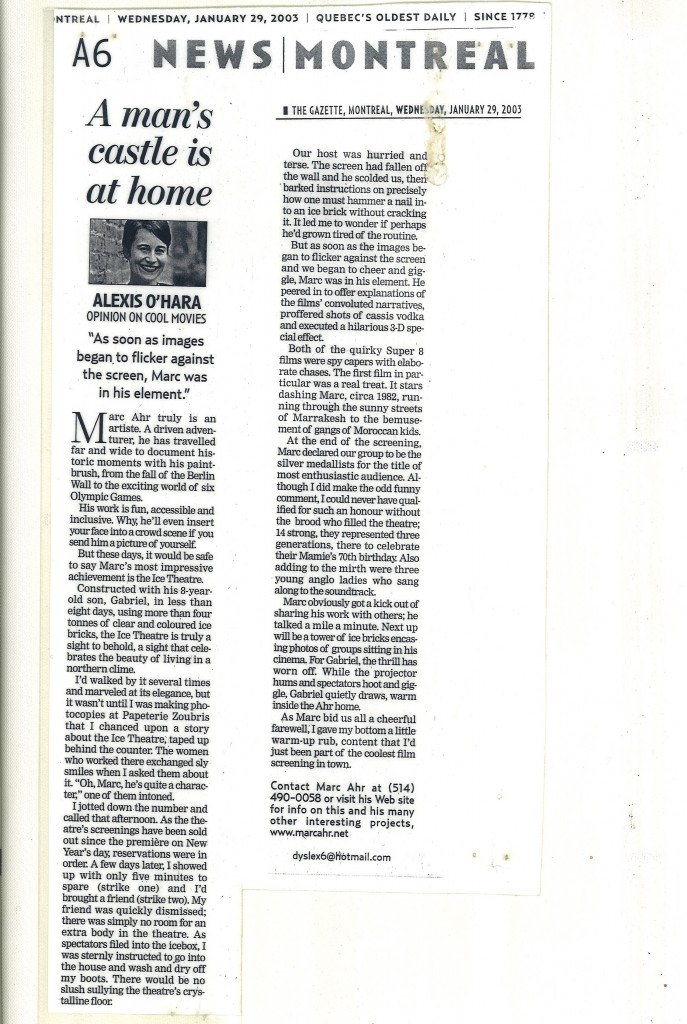 NTREAL | WEDNESDAY, JANUARY 29, 2003 | QUEBEC'S OLDEST DAILY | SINCE 1778
A6 NEWS|MONTREAL
A man's
castle is
at home
ALEXIS O'HARA
OPINION ON COOL MOVIES
"As soon as images
began to flicker against
the screen, Marc was
in his element."
Marc Ahr truly is an
artiste. A driven adven-
turer, he has travelled
far and wide to document his-
toric moments with his paint-
brush, from the fall of the Berlin
Wall to the exciting world of six
Olympic Games.
His work is fun, accessible and
inclusive. Why, he'll even insert
your face into a crowd scene if you
send him a picture of yourself.
But these days, it would be safe
to say Marc's most impressive
achievement is the Ice Theatre.
Constructed with his 8-year-
old son, Gabriel, in less than
eight days, using more than four
tonnes of clear and coloured ice
bricks, the Ice Theatre is truly a
sight to behold, a sight that cele-
brates the beauty of living in a
northern clime.
I'd walked by it several times
and marveled at its elegance, but
it wasn't until I was making pho-
tocopies at Papeterie Zoubris
that I chanced upon a story
about the Ice Theatre, taped up
behind the counter. The women
who worked there exchanged sly
smiles when I asked them about
it. "Oh, Marc, he's quite a charac-
ter," one of them intoned.
I jotted down the number and
called that afternoon. As the the-
atre's screenings have been sold
out since the première on New
Year's day, reservations were in
order. A few days later, I showed
up with only five minutes to
spare (strike one) and I'd
brought a friend (strike two). My
friend was quickly dismissed;
there was simply no room for an
extra body in the theatre. As
spectators filed into the icebox, I
was sternly instructed to go into
the house and wash and dry off
my boots. There would be no
slush sullying the theatre's crys-
talline floor.
THE GAZETTE, MONTREAL, WEDNESDAY, JANUARY 29, 2003
Our host was hurried and
terse. The screen had fallen off
the wall and he scolded us, then
barked instructions on precisely
how one must hammer a nail in-
to an ice brick without cracking
it. It led me to wonder if perhaps
he'd grown tired of the routine.
But as soon as the images be-
gan to flicker against the screen
and we began to cheer and gig-
gle, Marc was in his element. He
peered in to offer explanations of
the films' convoluted narratives,
proffered shots of cassis vodka
and executed a hilarious 3-D spe-
cial effect.
Both of the quirky Super 8
films were spy capers with elabo-
rate chases. The first film in par-
ticular was a real treat. It stars
dashing Marc, circa 1982, run-
ning through the sunny streets
of Marrakesh to the bemuse-
ment of gangs of Moroccan kids.
At the end of the screening,
Marc declared our group to be the
silver medallists for the title of
most enthusiastic audience. Al-
though I did make the odd funny
comment, I could never have qual-
ified for such an honour without
the brood who filled the theatre;
14 strong, they represented three
generations, there to celebrate
their Mamie's 70th birthday. Also
adding to the mirth were three
young anglo ladies who sang
along to the soundtrack.
Marc obviously got a kick out of
sharing his work with others; he
talked a mile a minute. Next up
will be a tower of ice bricks encas-
ing photos of groups sitting in his
cinema. For Gabriel, the thrill has
worn off. While the projector
hums and spectators hoot and gig-
gle, Gabriel quietly draws, warm
inside the Ahr home.
As Marc bid us all a cheerful
farewell, I gave my bottom a little
warm-up rub, content that I'd
just been part of the coolest film
screening in town.
Contact Marc Ahr at (514)
490-0058 or visit his Web site
for info on this and his many
other interesting projects,
www.marcahr.net
dyslex6@hotmail.com